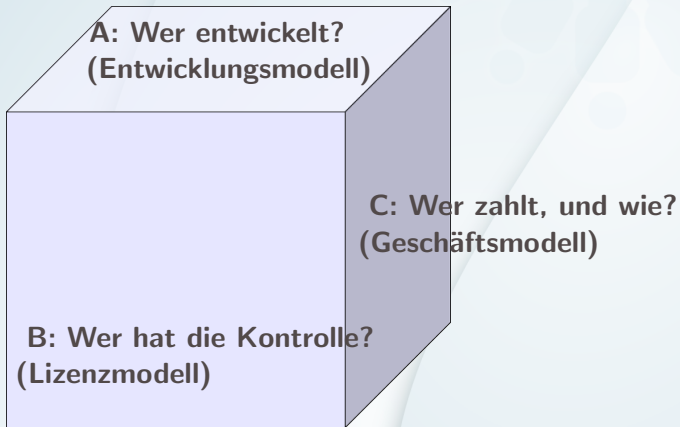 A: Wer entwickelt?
(Entwicklungsmodell)
C: Wer zahlt, und wie?
(Geschäftsmodell)
B: Wer hat die Kontrolle?
(Lizenzmodell)